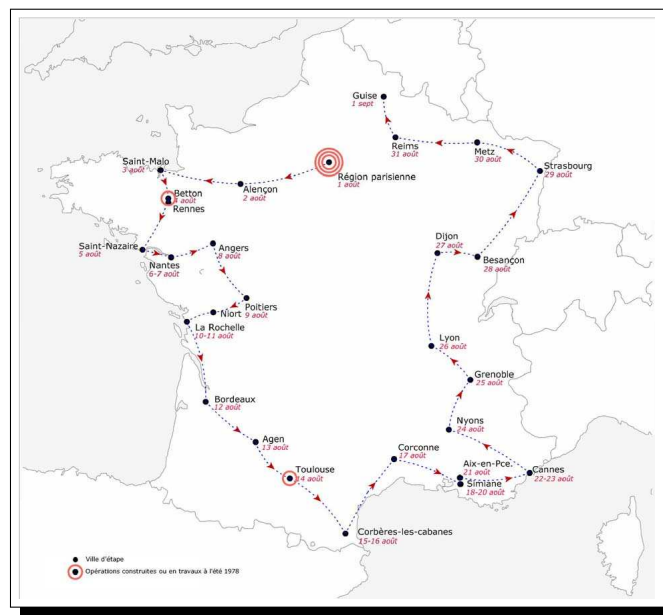 Guise
1 sept
Reims
31 août
Metz
30 août
Strasbourg
29 août
Saint-Malo
3 août
Région parisienne
1 août
Alençon
2 août
Betton
4 août
Rennes
Saint-Nazaire
5 août
Nantes
6-7 août
Angers
8 août
Dijon
27 août
Besançon
28 août
Poitiers
9 août
Niort
La Rochelle
10-11 août
Lyon
26 août
Grenoble
25 août
Bordeaux
12 août
Nyons
24 août
Agen
13 août
Corconne
17 août
Toulouse
14 août
Aix-en-Pce.
21 août
Simiane
18-20 août
Cannes
22-23 août
Corbères-les-cabanes
15-16 août
Ville d'étape
Opérations construites ou en travaux à l'été 1978